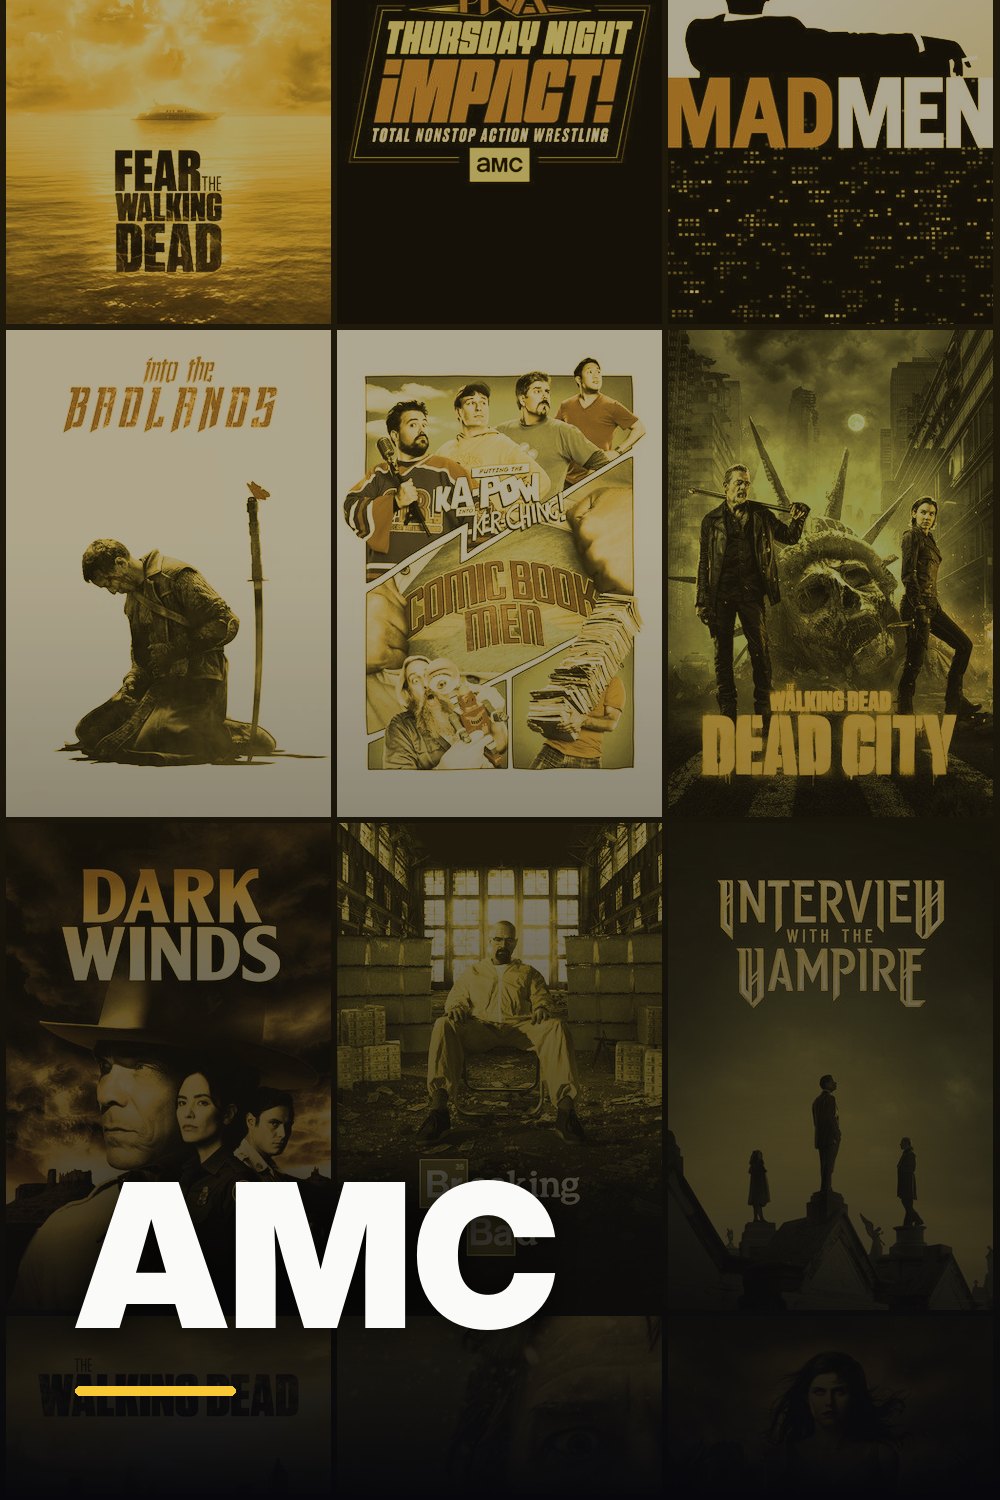 FEAR THE
WALKING
DEAD
TNA
THURSDAY NIGHT
iMPACT!
TOTAL NONSTOP ACTION WRESTLING
amc
MADMEN
into the
BADLANDS
PUTTING THE
KA-POW
INTO
KER-CHING!
COMIC BOOK
MEN
THE
WALKING DEAD
DEAD CITY
DARK
WINDS
35
Breaking
Bad
INTERVIEW
WITH THE
VAMPIRE
AMC
THE
WALKING DEAD